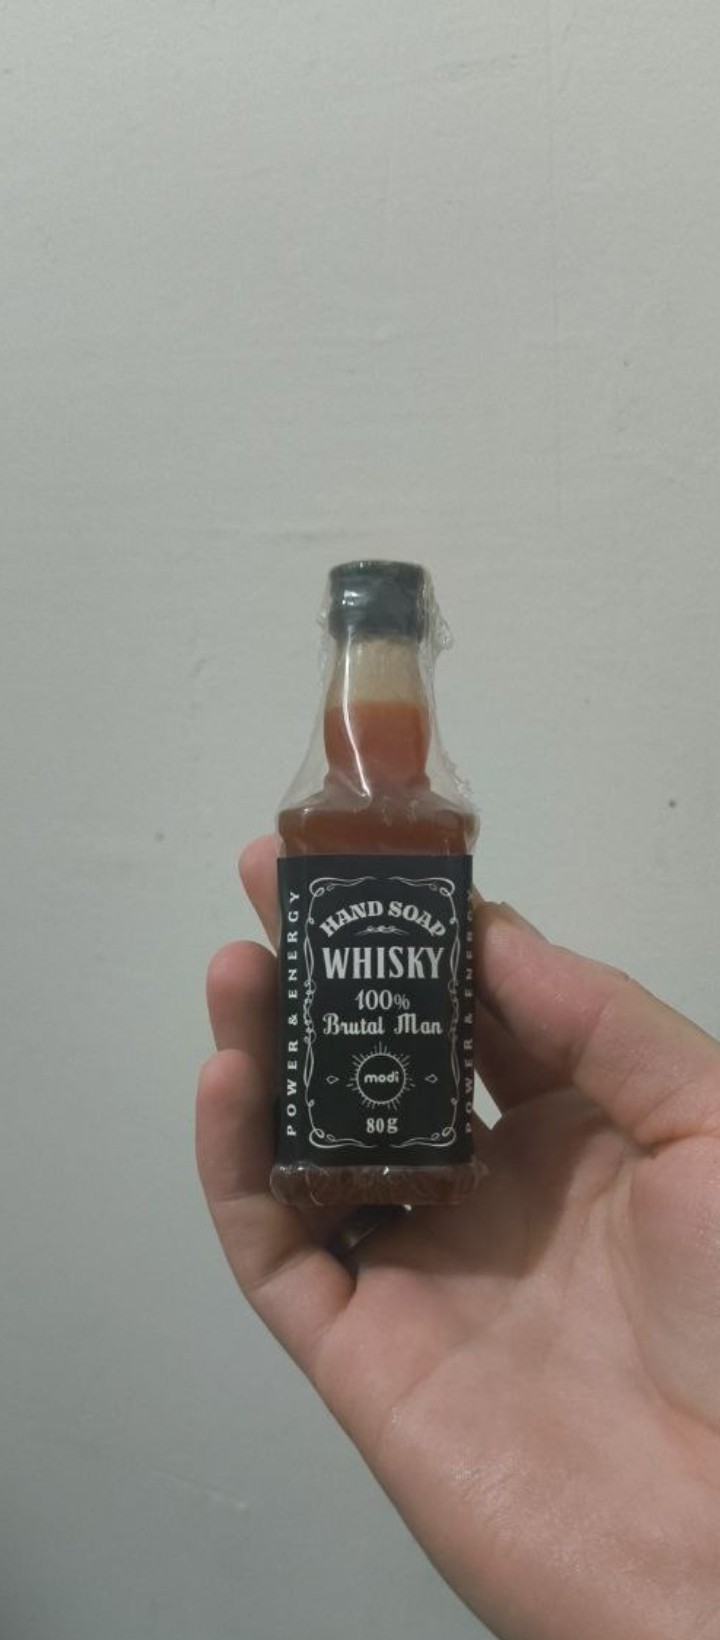 HAND SOAP
WHISKY
100%
Brutal Man
modi
80g
POWER & ENERGY
POWER & ENERGY